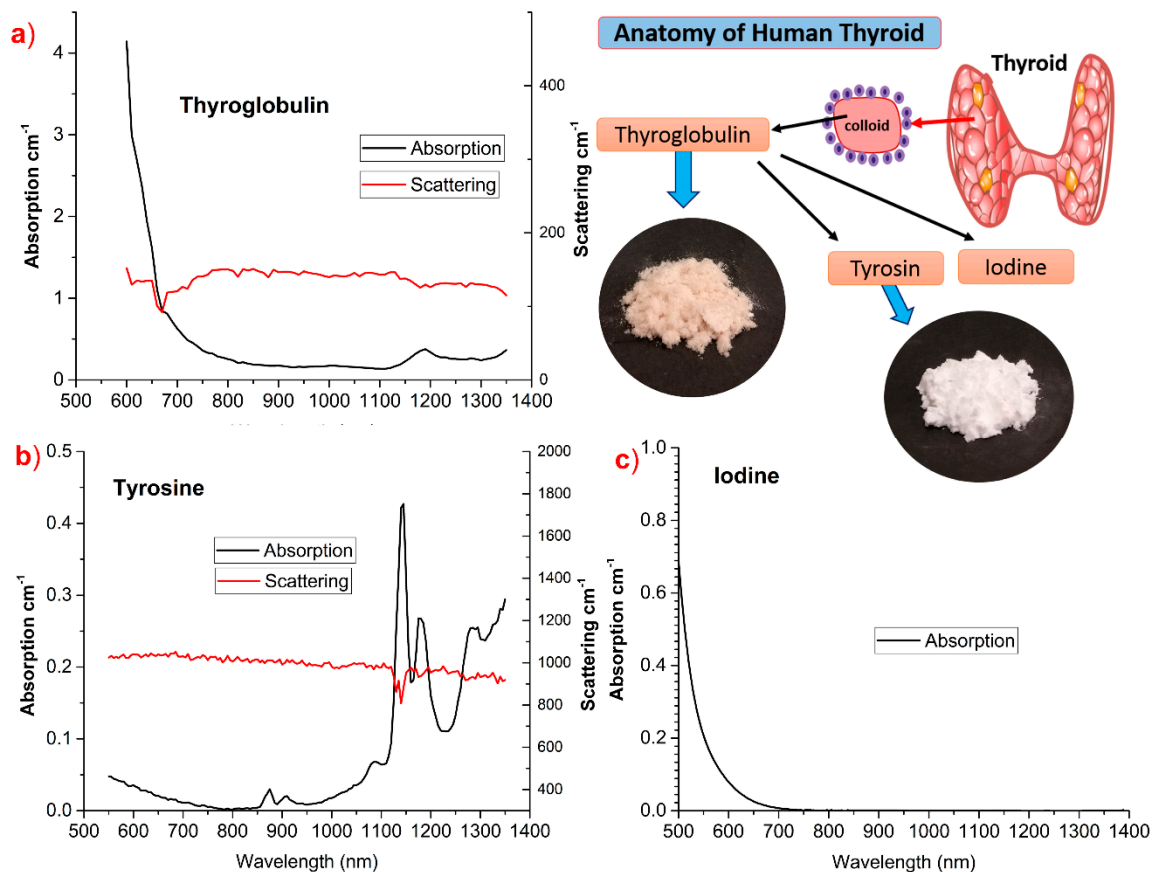 a)
Thyroglobulin
Absorption
Scattering
Absorption cm-1
Scattering cm-1
4
3
2
1
0
400
200
0
500 600 700 800 900 1000 1100 1200 1300 1400
Anatomy of Human Thyroid
Thyroid
colloid
Thyroglobulin
Tyrosin
Iodine
b)
Tyrosine
Absorption
Scattering
Absorption cm-1
Scattering cm-1
0.5
0.4
0.3
0.2
0.1
0.0
2000
1800
1600
1400
1200
1000
800
600
400
500 600 700 800 900 1000 1100 1200 1300 1400
Wavelength (nm)
c)
Iodine
Absorption
Absorption cm-1
1.0
0.8
0.6
0.4
0.2
0.0
500 600 700 800 900 1000 1100 1200 1300 1400
Wavelength (nm)